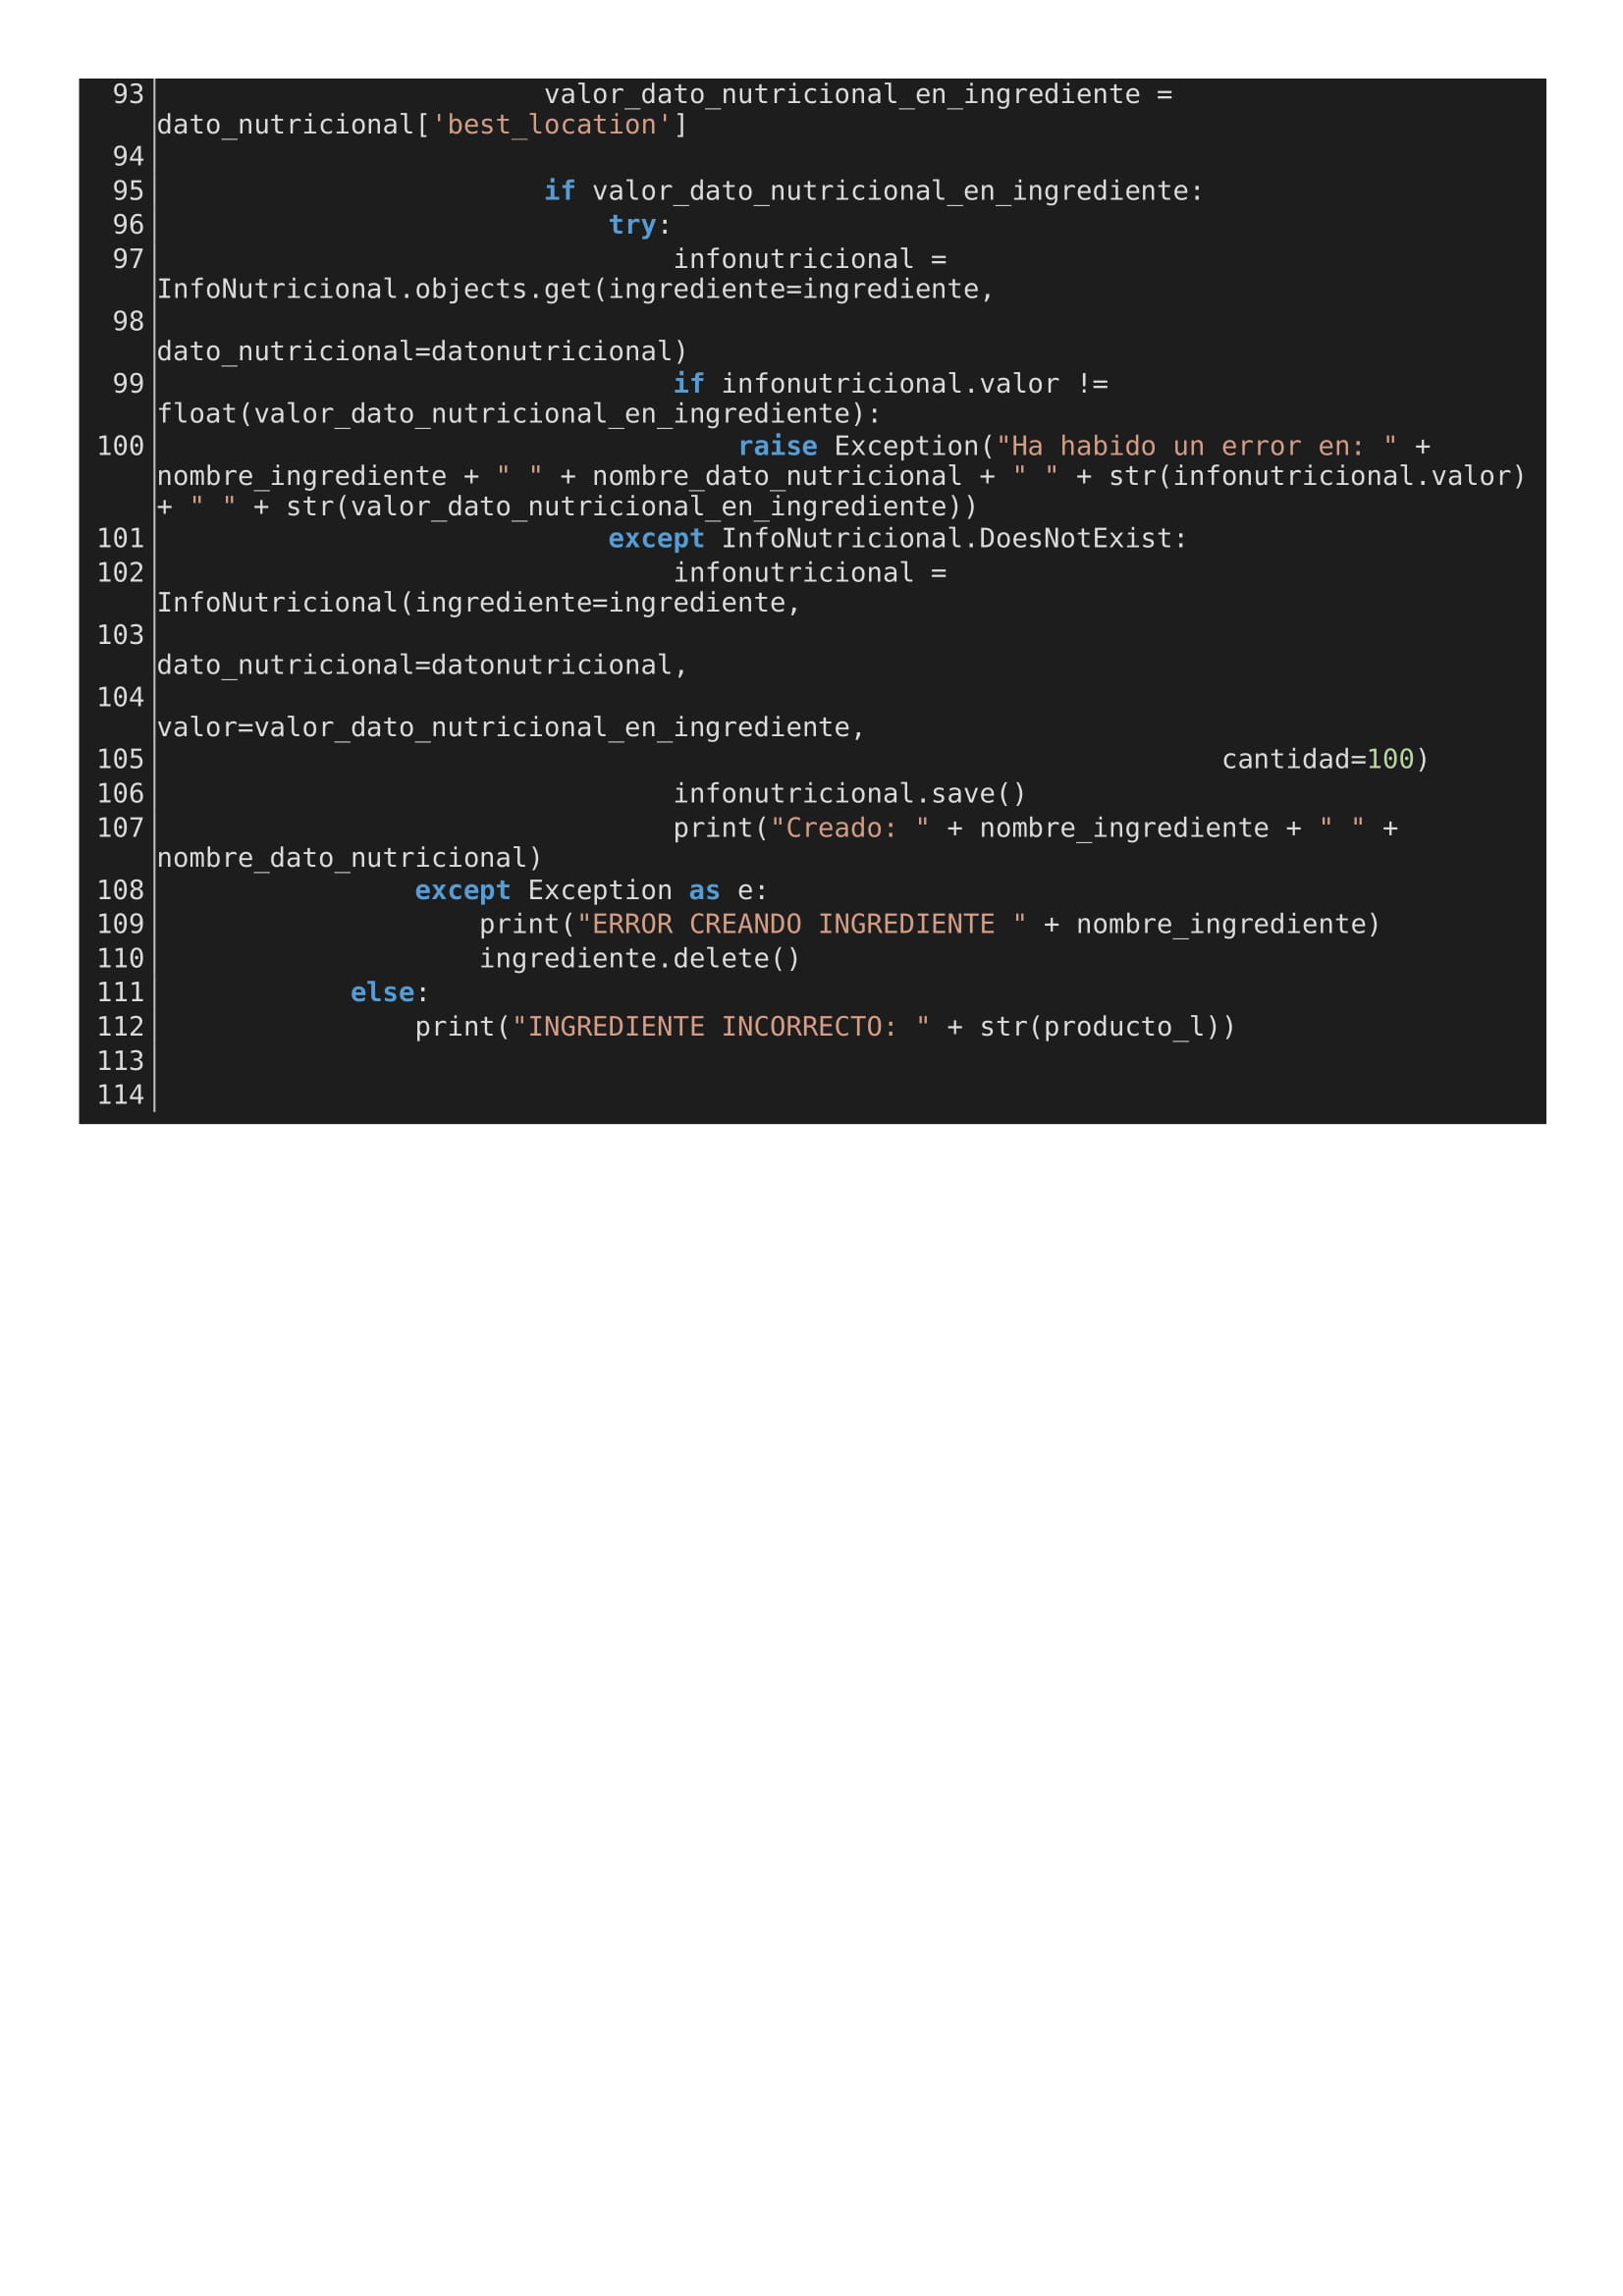 93                         valor_dato_nutricional_en_ingrediente =
dato_nutricional['best_location']
94
95                         if valor_dato_nutricional_en_ingrediente:
96                             try:
97                                 infonutricional =
InfoNutricional.objects.get(ingrediente=ingrediente,
98
dato_nutricional=datonutricional)
99                                 if infonutricional.valor !=
float(valor_dato_nutricional_en_ingrediente):
100                                     raise Exception("Ha habido un error en: " +
nombre_ingrediente + " " + nombre_dato_nutricional + " " + str(infonutricional.valor)
+ " " + str(valor_dato_nutricional_en_ingrediente))
101                             except InfoNutricional.DoesNotExist:
102                                 infonutricional =
InfoNutricional(ingrediente=ingrediente,
103
dato_nutricional=datonutricional,
104
valor=valor_dato_nutricional_en_ingrediente,
105                                                                   cantidad=100)
106                                 infonutricional.save()
107                                 print("Creado: " + nombre_ingrediente + " " +
nombre_dato_nutricional)
108                 except Exception as e:
109                     print("ERROR CREANDO INGREDIENTE " + nombre_ingrediente)
110                     ingrediente.delete()
111             else:
112                 print("INGREDIENTE INCORRECTO: " + str(producto_l))
113
114